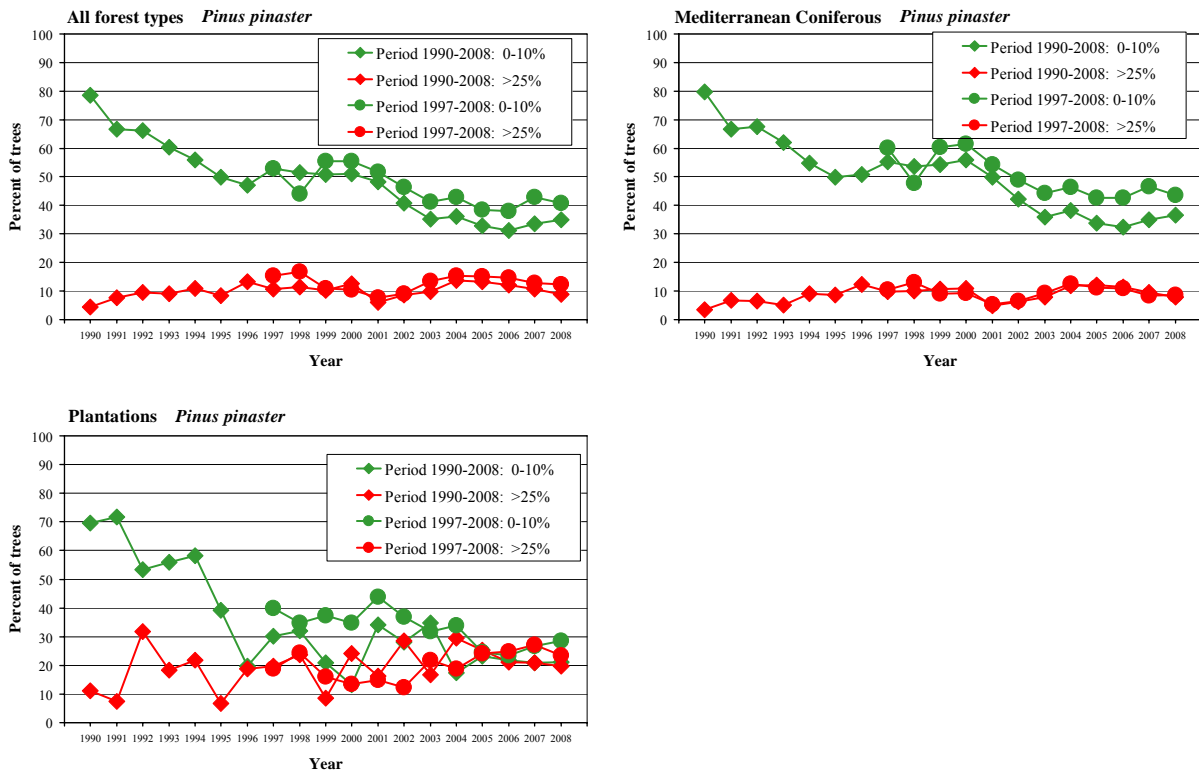 All forest types Pinus pinaster
100
90
80
70
60
50
40
30
20
10
0
Percent of trees
Period 1990-2008: 0-10%
Period 1990-2008: >25%
Period 1997-2008: 0-10%
Period 1997-2008: >25%
1990 1991 1992 1993 1994 1995 1996 1997 1998 1999 2000 2001 2002 2003 2004 2005 2006 2007 2008
Year
Mediterranean Coniferous Pinus pinaster
100
90
80
70
60
50
40
30
20
10
0
Percent of trees
Period 1990-2008: 0-10%
Period 1990-2008: >25%
Period 1997-2008: 0-10%
Period 1997-2008: >25%
1990 1991 1992 1993 1994 1995 1996 1997 1998 1999 2000 2001 2002 2003 2004 2005 2006 2007 2008
Year
Plantations Pinus pinaster
100
90
80
70
60
50
40
30
20
10
0
Percent of trees
Period 1990-2008: 0-10%
Period 1990-2008: >25%
Period 1997-2008: 0-10%
Period 1997-2008: >25%
1990 1991 1992 1993 1994 1995 1996 1997 1998 1999 2000 2001 2002 2003 2004 2005 2006 2007 2008
Year